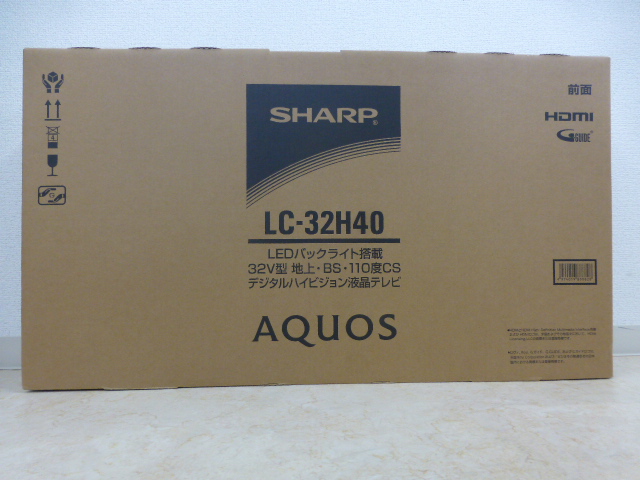 SHARP
前面
HDMI
G-GUIDE
LC-32H40
LEDバックライト搭載
32V型 地上・BS・110度CS
デジタルハイビジョン液晶テレビ
AQUOS